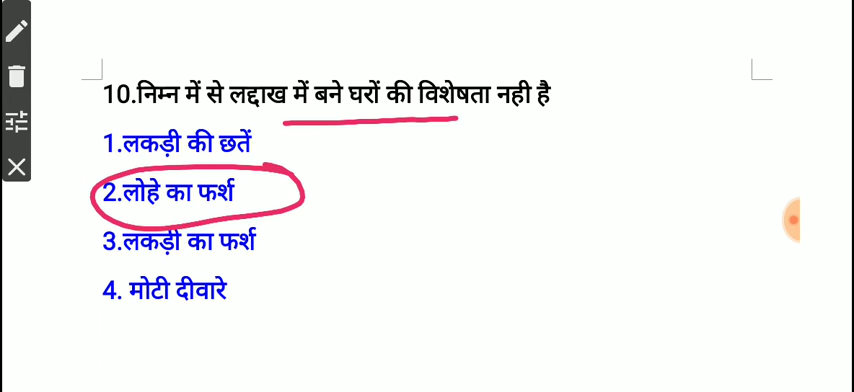 10.निम्न में से लद्दाख में बने घरों की विशेषता नही है
1.लकड़ी की छतें
2.लोहे का फर्श
3.लकड़ी का फर्श
4. मोटी दीवारे